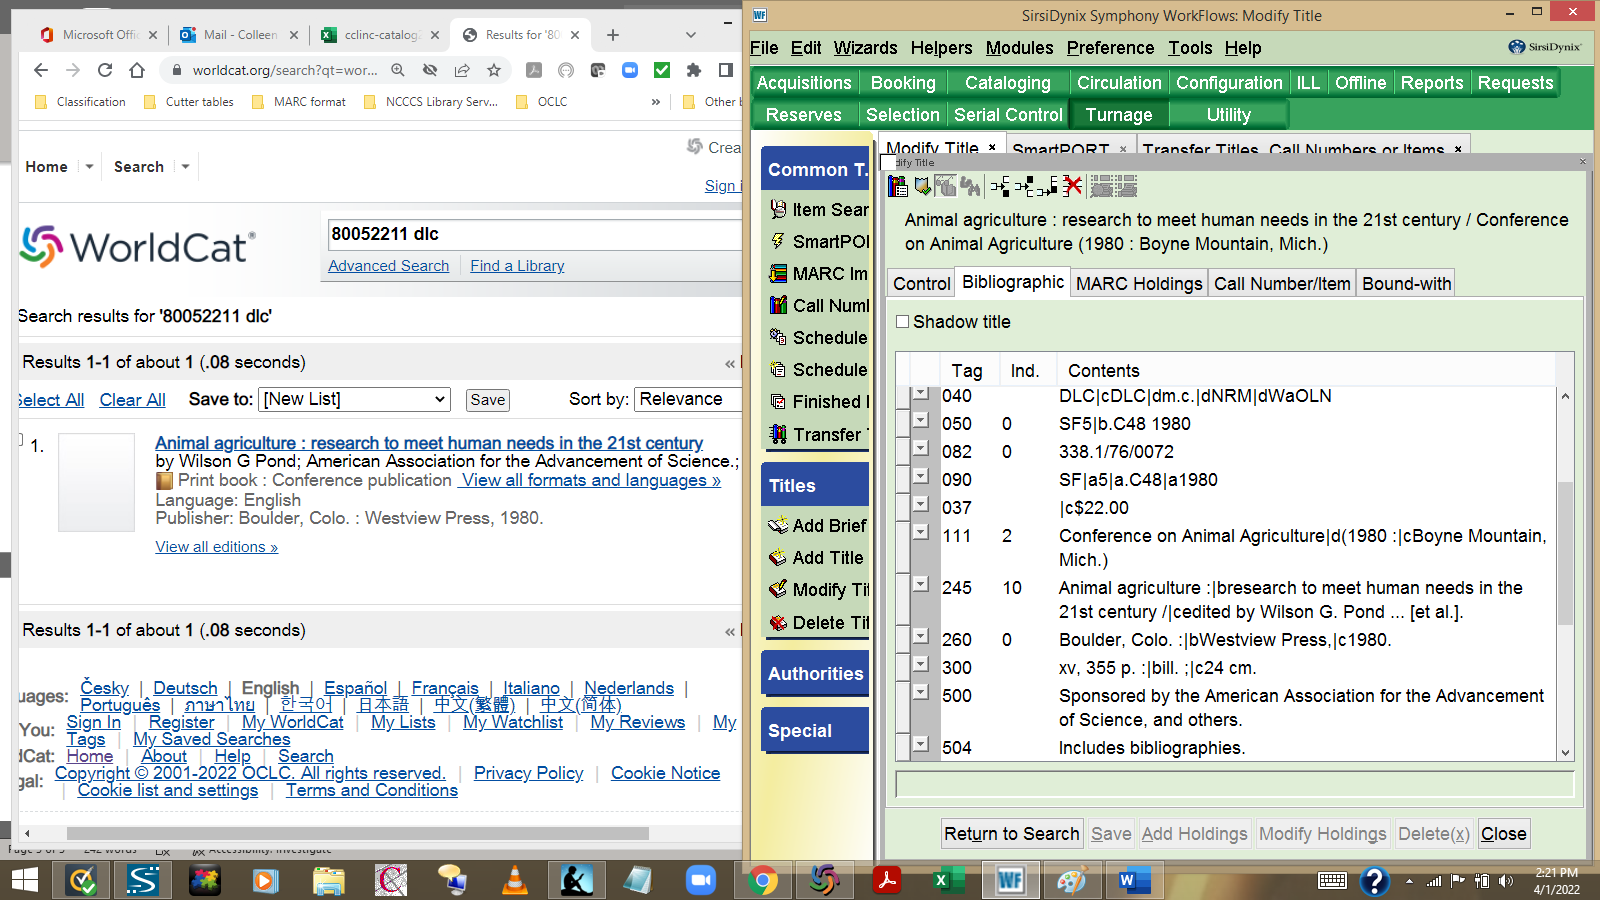 Microsoft Offic
Mail - Colleen
cclinc-catalog
Results for '80
worldcat.org/search?qt=wor...
Classification
Cutter tables
MARC format
NCCCS Library Serv...
OCLC
»
Other b
Crea
Home
Search
Sign i
WorldCat®
80052211 dlc
Advanced Search
Find a Library
Search results for '80052211 dlc'
Results 1-1 of about 1 (.08 seconds)
«
Select All Clear All Save to: [New List] Save Sort by: Relevance
1.
Animal agriculture : research to meet human needs in the 21st century
by Wilson G Pond; American Association for the Advancement of Science.;
Print book : Conference publication View all formats and languages »
Language: English
Publisher: Boulder, Colo. : Westview Press, 1980.
View all editions »
Results 1-1 of about 1 (.08 seconds)
«
uages: Česky | Deutsch | English | Español | Français | Italiano | Nederlands |
Português | ภาษาไทย | 한국어 | 日本語 | 中文(繁體) | 中文(简体)
You: Sign In | Register | My WorldCat | My Lists | My Watchlist | My Reviews | My
Tags | My Saved Searches
dCat: Home | About | Help | Search
gal: Copyright © 2001-2022 OCLC. All rights reserved. | Privacy Policy | Cookie Notice
| Cookie list and settings | Terms and Conditions
WF
SirsiDynix Symphony WorkFlows: Modify Title
File Edit Wizards Helpers Modules Preference Tools Help
SirsiDynix
Acquisitions Booking Cataloging Circulation Configuration ILL Offline Reports Requests
Reserves Selection Serial Control Turnage Utility
Common T...
Item Sear
SmartPOI
MARC Im
Call Numl
Schedule
Schedule
Finished I
Transfer
Titles
Add Brief
Add Title
Modify Ti
Delete Tit
Authorities
Special
Modify Title × SmartPORT × Transfer Titles, Call Numbers or Items ×
dify Title
Animal agriculture : research to meet human needs in the 21st century / Conference
on Animal Agriculture (1980 : Boyne Mountain, Mich.)
Control Bibliographic MARC Holdings Call Number/Item Bound-with
Shadow title
Tag Ind. Contents
040 DLC|cDLC|dm.c.|dNRM|dWaOLN
050 0 SF5|b.C48 1980
082 0 338.1/76/0072
090 SF|a5|a.C48|a1980
037 |c$22.00
111 2 Conference on Animal Agriculture|d(1980 :|cBoyne Mountain,
Mich.)
245 10 Animal agriculture :|bresearch to meet human needs in the
21st century /|cedited by Wilson G. Pond ... [et al.].
260 0 Boulder, Colo. :|bWestview Press,|c1980.
300 xv, 355 p. :|bill. ;|c24 cm.
500 Sponsored by the American Association for the Advancement
of Science, and others.
504 Includes bibliographies.
Return to Search Save Add Holdings Modify Holdings Delete(x) Close
WF
2:21 PM
4/1/2022